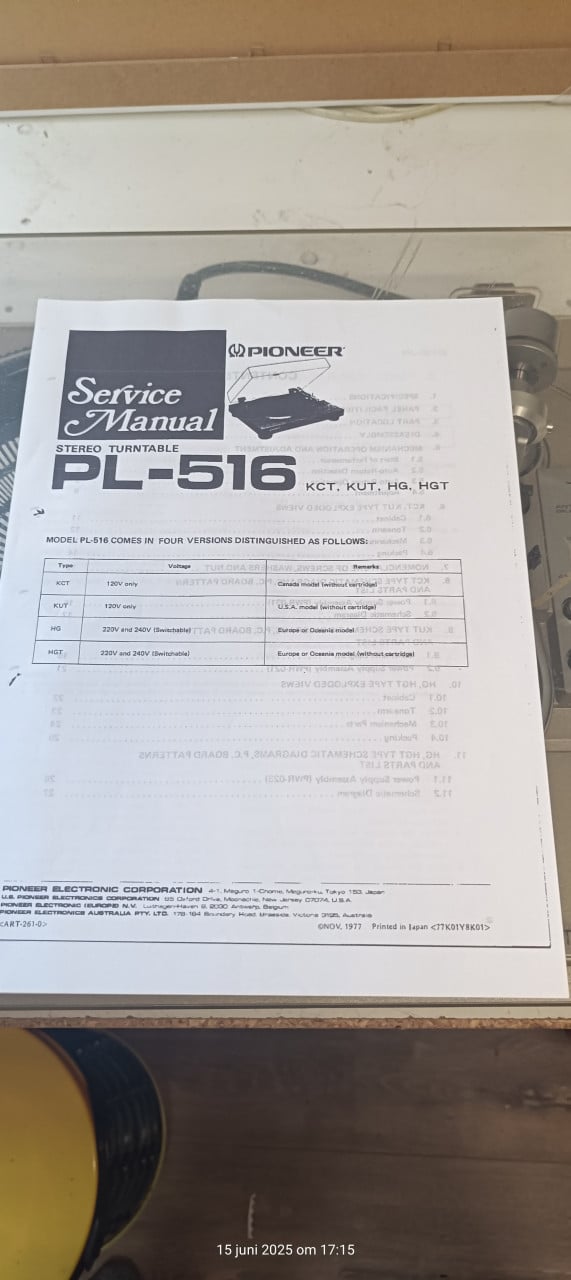 PIONEER®
Service
Manual
STEREO TURNTABLE
PL-516 KCT, KUT, HG, HGT
MODEL PL-516 COMES IN FOUR VERSIONS DISTINGUISHED AS FOLLOWS:
Type Voltage Remarks
KCT 120V only Canada model (without cartridge)
KUT 120V only U.S.A. model (without cartridge)
HG 220V and 240V (Switchable) Europe or Oceania model
HGT 220V and 240V (Switchable) Europe or Oceania model (without cartridge)
PIONEER ELECTRONIC CORPORATION 4-1, Meguro 1-Chome, Meguro-ku, Tokyo 153, Japan
U.S. PIONEER ELECTRONICS CORPORATION Oxford Drive, Moonachie, New Jersey 07074, U.S.A.
PIONEER ELECTRONIC (EUROPE) N.V. Antwerp, Belgium
PIONEER ELECTRONICS AUSTRALIA PTY. LTD. 178-184 Boundary Road, Braeside, Victoria 3195, Australia
<ART-261-0> ©NOV. 1977 Printed in Japan <77K01Y8K01>
15 juni 2025 om 17:15